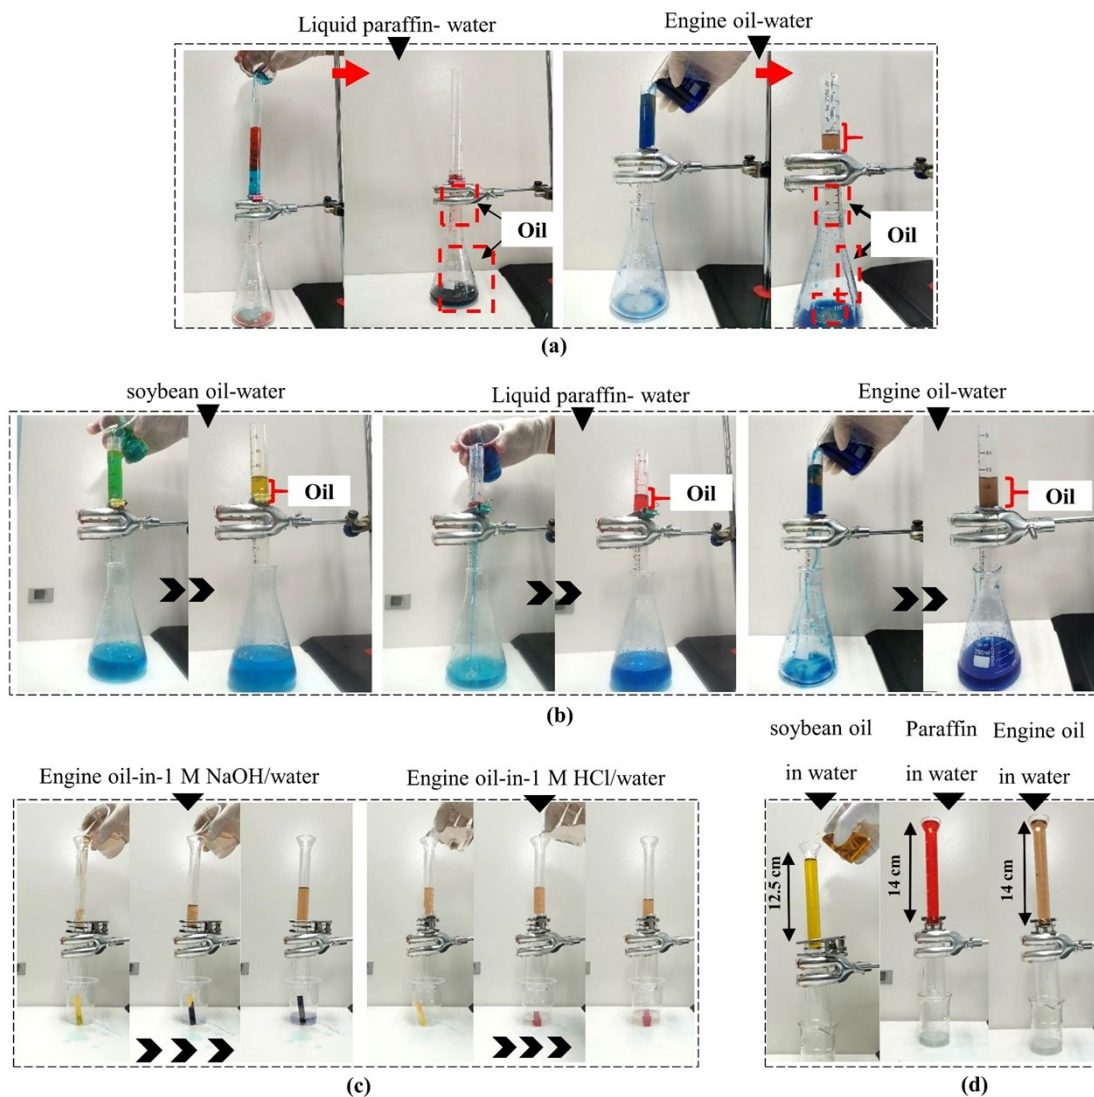 Liquid paraffin- water
Engine oil-water
Oil
Oil
(a)
soybean oil-water
Liquid paraffin- water
Engine oil-water
Oil
Oil
Oil
(b)
Engine oil-in-1 M NaOH/water
Engine oil-in-1 M HCl/water
(c)
soybean oil
in water
Paraffin
in water
Engine oil
in water
12.5 cm
14 cm
14 cm
(d)